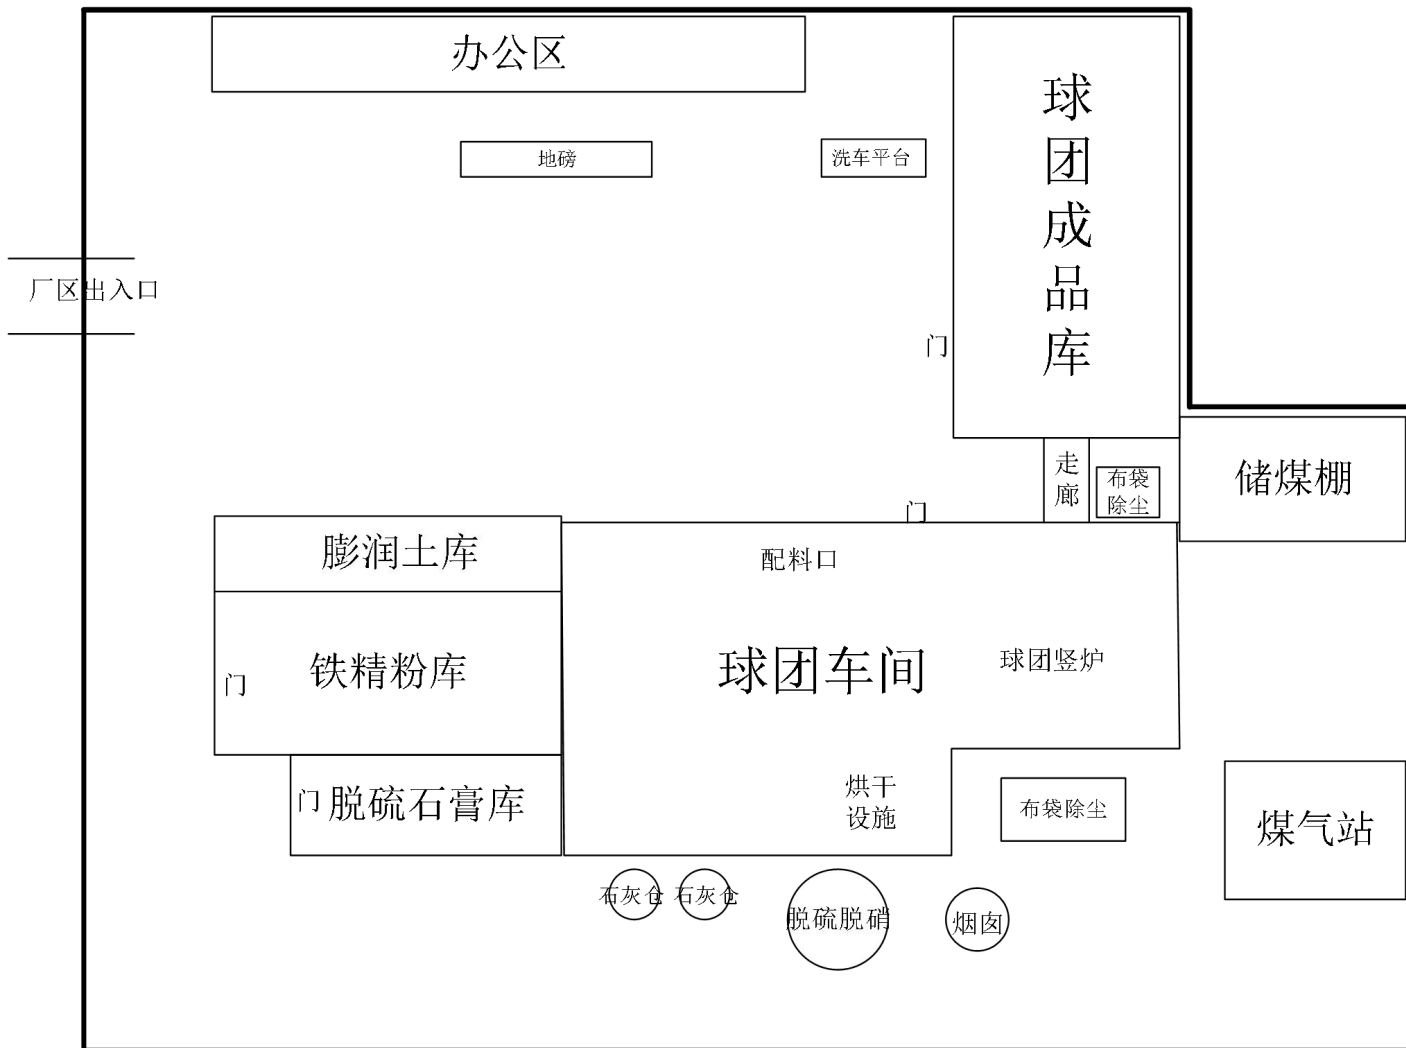 办公区
球团成品库
地磅
洗车平台
厂区出入口
门
走廊
布袋
除尘
储煤棚
门
膨润土库
配料口
铁精粉库
门
球团车间
球团竖炉
门
脱硫石膏库
烘干
设施
布袋除尘
煤气站
石灰仓
石灰仓
脱硫脱硝
烟囱